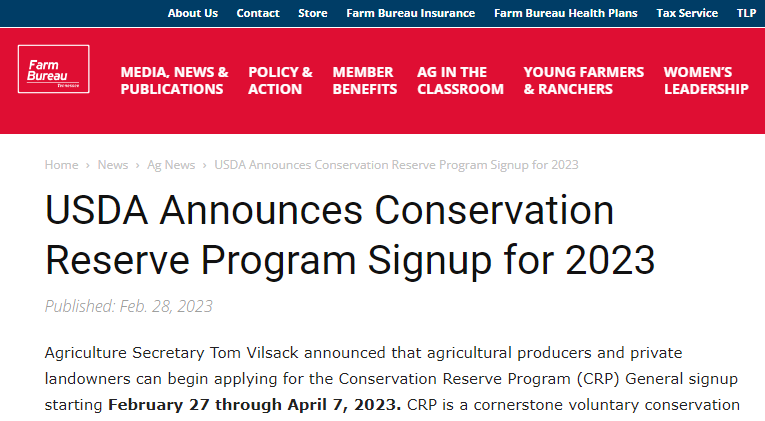 About Us Contact Store Farm Bureau Insurance Farm Bureau Health Plans Tax Service TLP
Farm
Bureau
Tennessee
MEDIA, NEWS &
PUBLICATIONS
POLICY &
ACTION
MEMBER
BENEFITS
AG IN THE
CLASSROOM
YOUNG FARMERS
& RANCHERS
WOMEN'S
LEADERSHIP
Home › News › Ag News › USDA Announces Conservation Reserve Program Signup for 2023
USDA Announces Conservation
Reserve Program Signup for 2023
Published: Feb. 28, 2023
Agriculture Secretary Tom Vilsack announced that agricultural producers and private
landowners can begin applying for the Conservation Reserve Program (CRP) General signup
starting February 27 through April 7, 2023. CRP is a cornerstone voluntary conservation